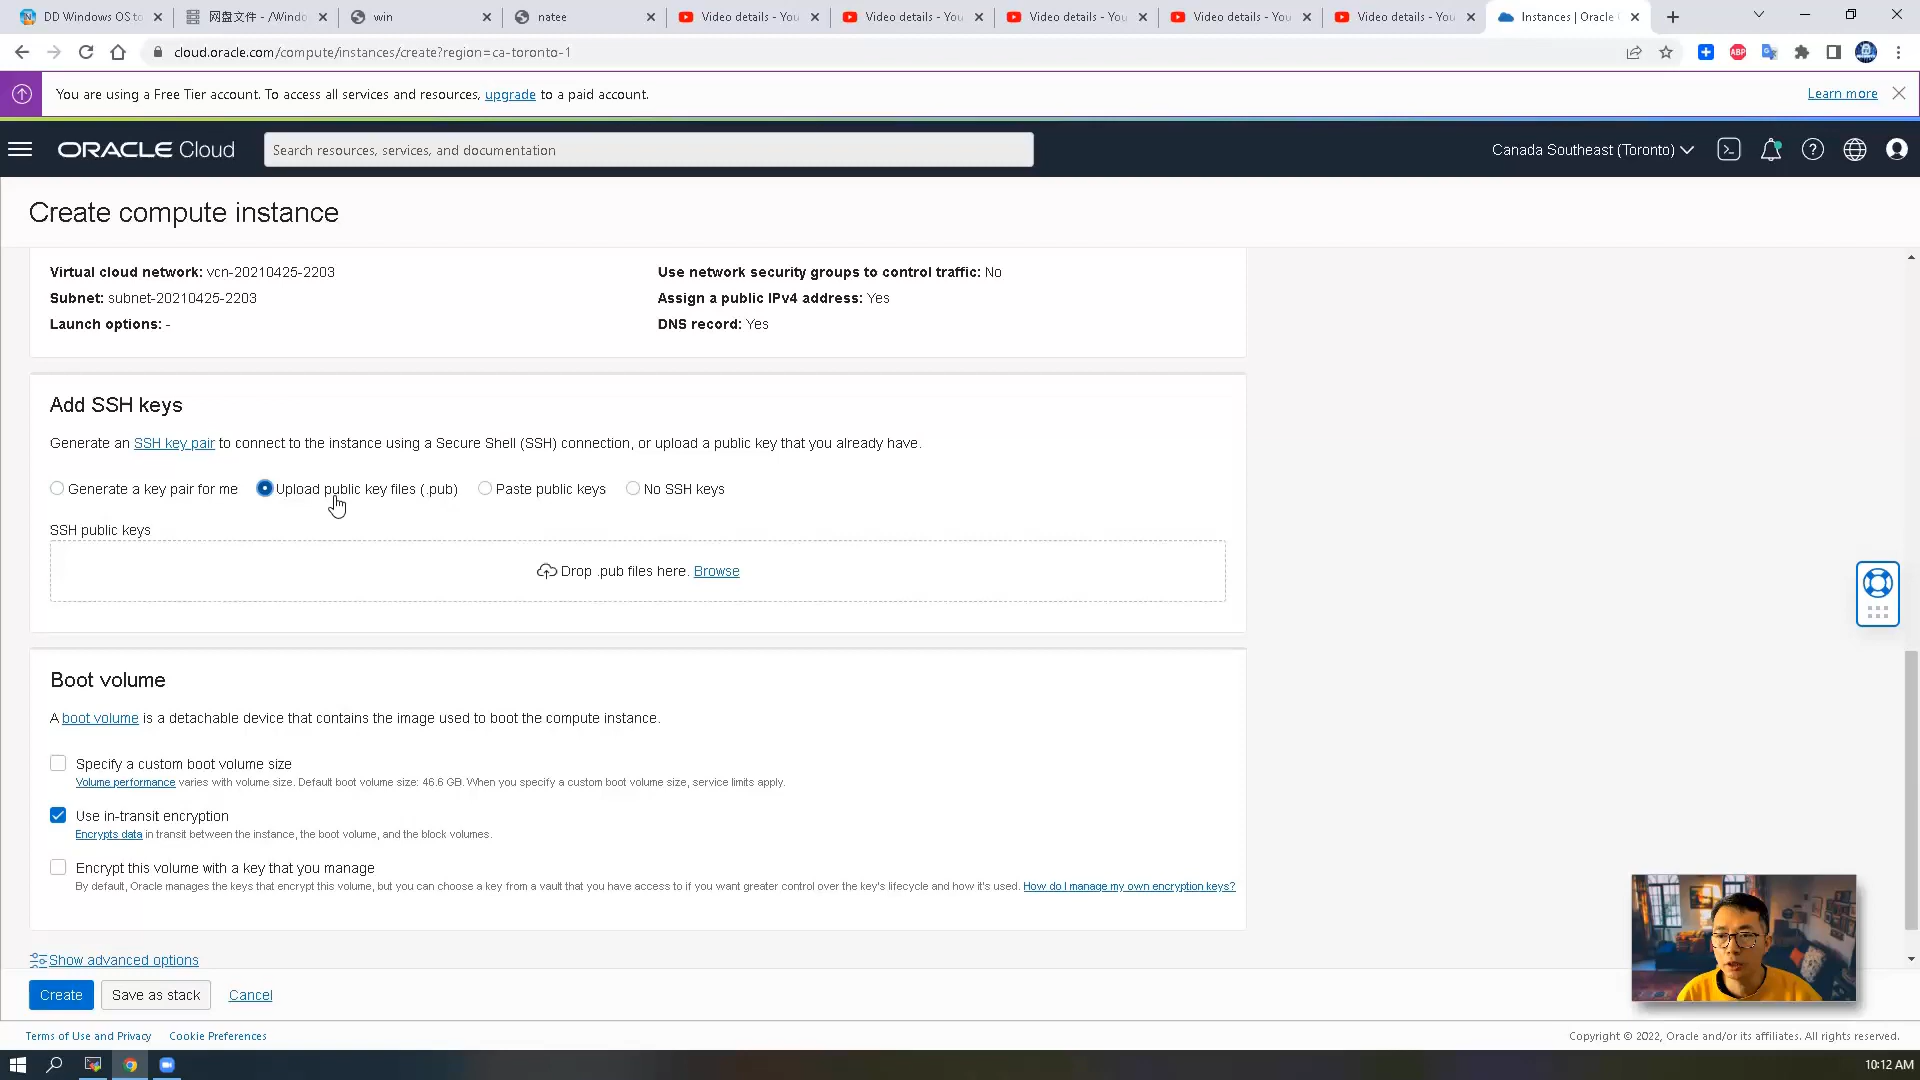 DD Windows OS to
网盘文件 - /Windo
win
natee
Video details - You
Video details - You
Video details - You
Video details - You
Video details - You
Instances | Oracle
cloud.oracle.com/compute/instances/create?region=ca-toronto-1
ABP
You are using a Free Tier account. To access all services and resources, upgrade to a paid account.
Learn more
ORACLE Cloud
Search resources, services, and documentation
Canada Southeast (Toronto)
Create compute instance
Virtual cloud network: vcn-20210425-2203
Use network security groups to control traffic: No
Subnet: subnet-20210425-2203
Assign a public IPv4 address: Yes
Launch options: -
DNS record: Yes
Add SSH keys
Generate an SSH key pair to connect to the instance using a Secure Shell (SSH) connection, or upload a public key that you already have.
Generate a key pair for me
Upload public key files (.pub)
Paste public keys
No SSH keys
SSH public keys
Drop .pub files here. Browse
Boot volume
A boot volume is a detachable device that contains the image used to boot the compute instance.
Specify a custom boot volume size
Volume performance varies with volume size. Default boot volume size: 46.6 GB. When you specify a custom boot volume size, service limits apply.
Use in-transit encryption
Encrypts data in transit between the instance, the boot volume, and the block volumes.
Encrypt this volume with a key that you manage
By default, Oracle manages the keys that encrypt this volume, but you can choose a key from a vault that you have access to if you want greater control over the key's lifecycle and how it's used. How do I manage my own encryption keys?
Show advanced options
Create
Save as stack
Cancel
Terms of Use and Privacy
Cookie Preferences
Copyright © 2022, Oracle and/or its affiliates. All rights reserved.
10:12 AM